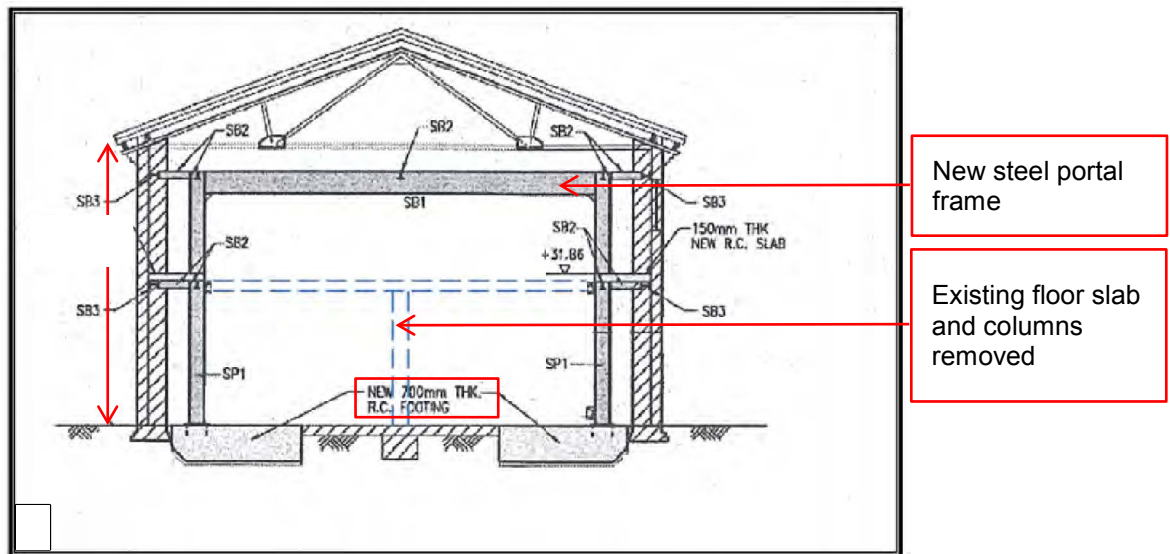 SB2
SB2
SB2
New steel portal
frame
SB3
SB1
SB3
SB2
SB2
150mm THK
NEW R.C. SLAB
+31.86
SB3
SB3
Existing floor slab
and columns
removed
SP1
SP1
NEW 700mm THK.
R.C. FOOTING